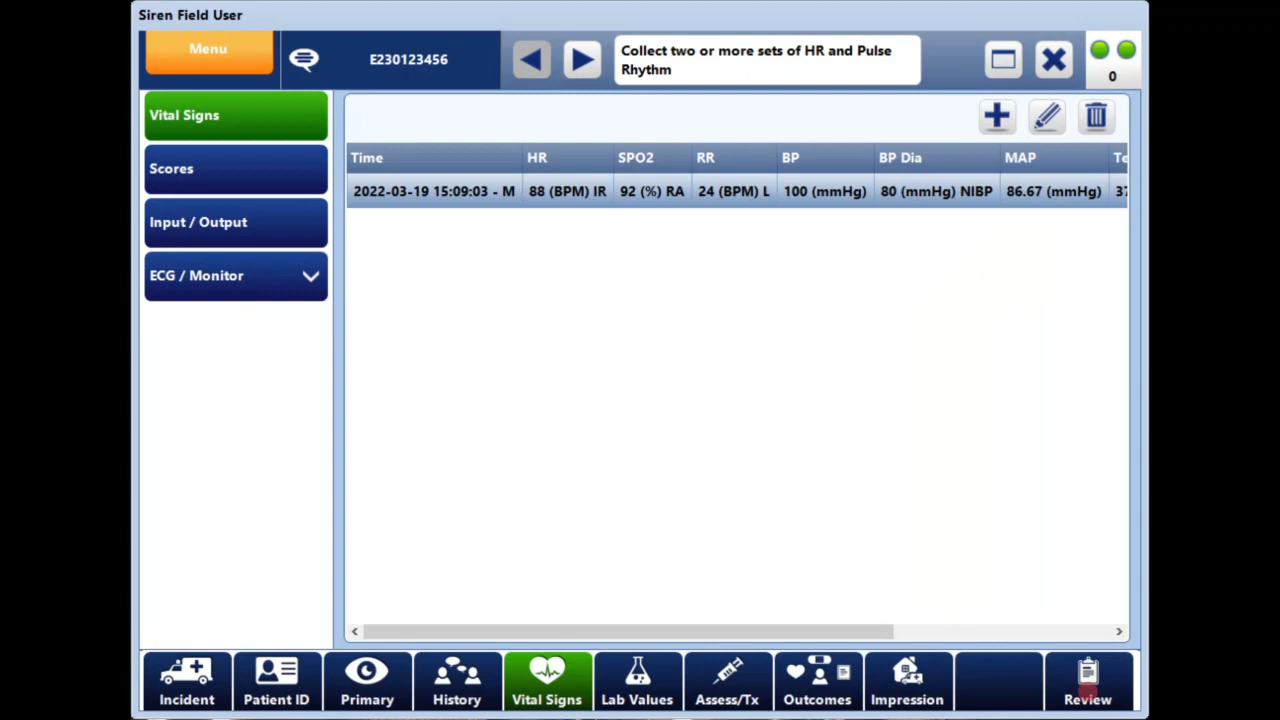 Siren Field User
Menu
E230123456
Collect two or more sets of HR and Pulse
Rhythm
0
Vital Signs
Scores
Input / Output
ECG / Monitor
Time HR SPO2 RR BP BP Dia MAP Te
2022-03-19 15:09:03 - M 88 (BPM) IR 92 (%) RA 24 (BPM) L 100 (mmHg) 80 (mmHg) NIBP 86.67 (mmHg) 37
Incident Patient ID Primary History Vital Signs Lab Values Assess/Tx Outcomes Impression Review